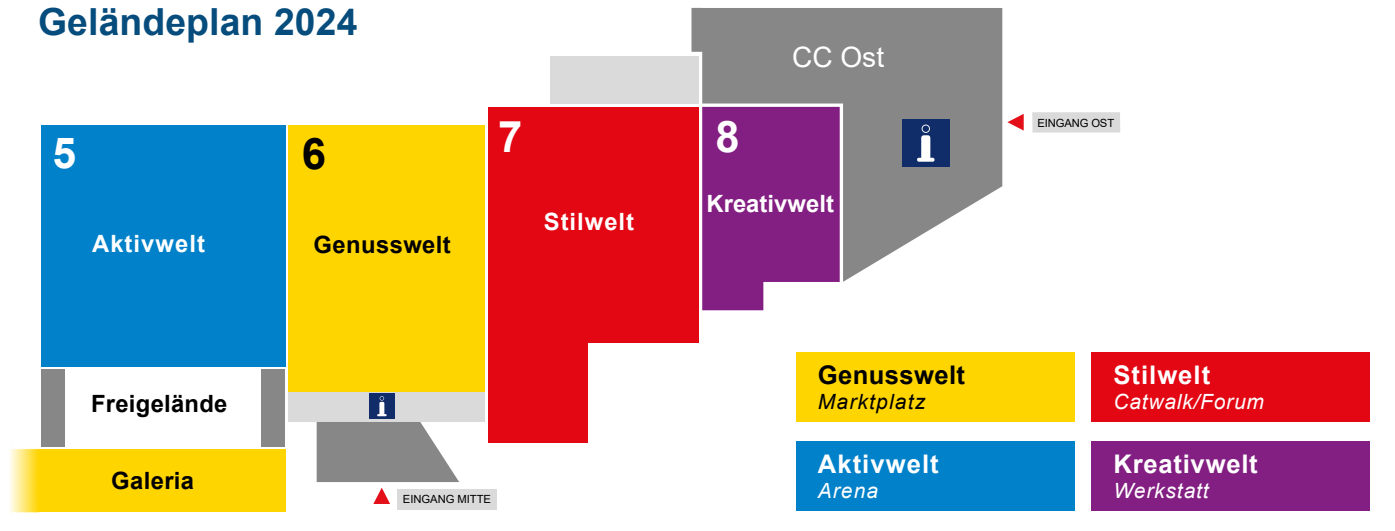 Geländeplan 2024
CC Ost
EINGANG OST
5
Aktivwelt
6
Genusswelt
7
Stilwelt
8
Kreativwelt
i
Freigelände
i
Galeria
EINGANG MITTE
Genusswelt
Marktplatz
Stilwelt
Catwalk/Forum
Aktivwelt
Arena
Kreativwelt
Werkstatt